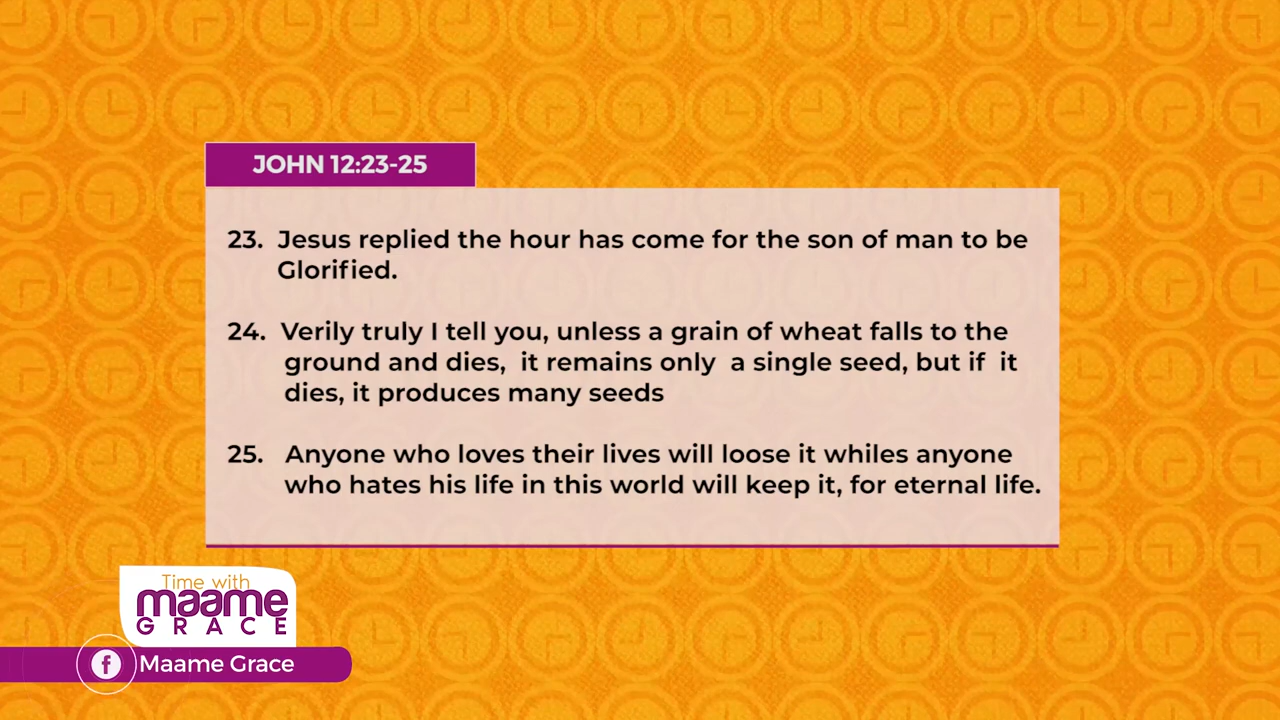 JOHN 12:23-25
23. Jesus replied the hour has come for the son of man to be
Glorified.
24. Verily truly I tell you, unless a grain of wheat falls to the
ground and dies, it remains only a single seed, but if it
dies, it produces many seeds
25. Anyone who loves their lives will loose it whiles anyone
who hates his life in this world will keep it, for eternal life.
Time with
maame
GRACE
f Maame Grace